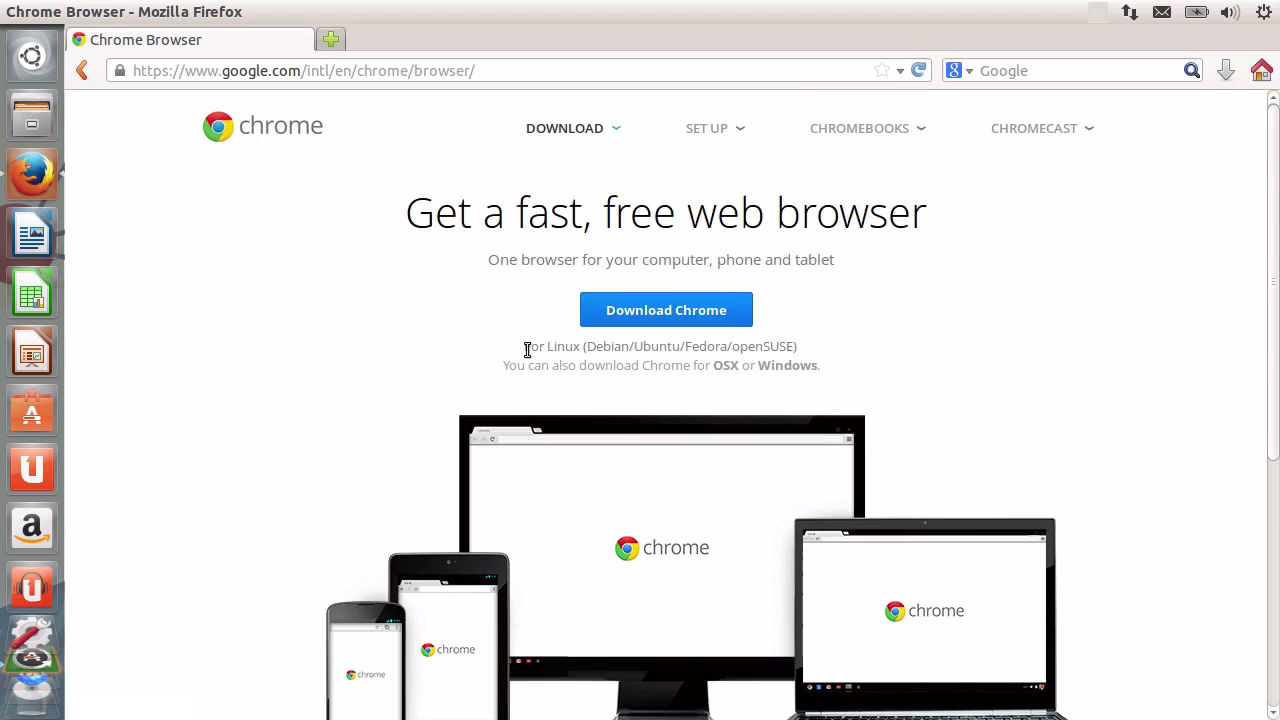 Chrome Browser - Mozilla Firefox
Chrome Browser
https://www.google.com/intl/en/chrome/browser/
Google
chrome
DOWNLOAD
SET UP
CHROMEBOOKS
CHROMECAST
Get a fast, free web browser
One browser for your computer, phone and tablet
Download Chrome
For Linux (Debian/Ubuntu/Fedora/openSUSE)
You can also download Chrome for OSX or Windows.
chrome
chrome
chrome
chrome